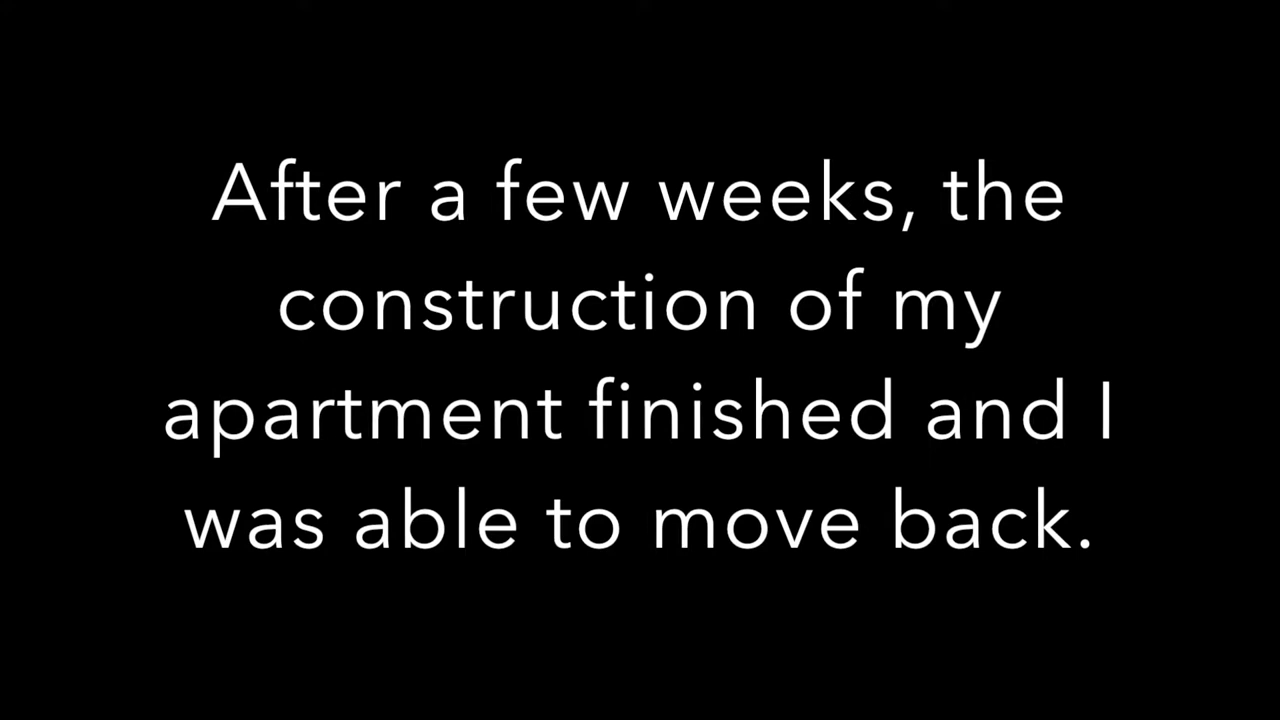 After a few weeks, the
construction of my
apartment finished and I
was able to move back.